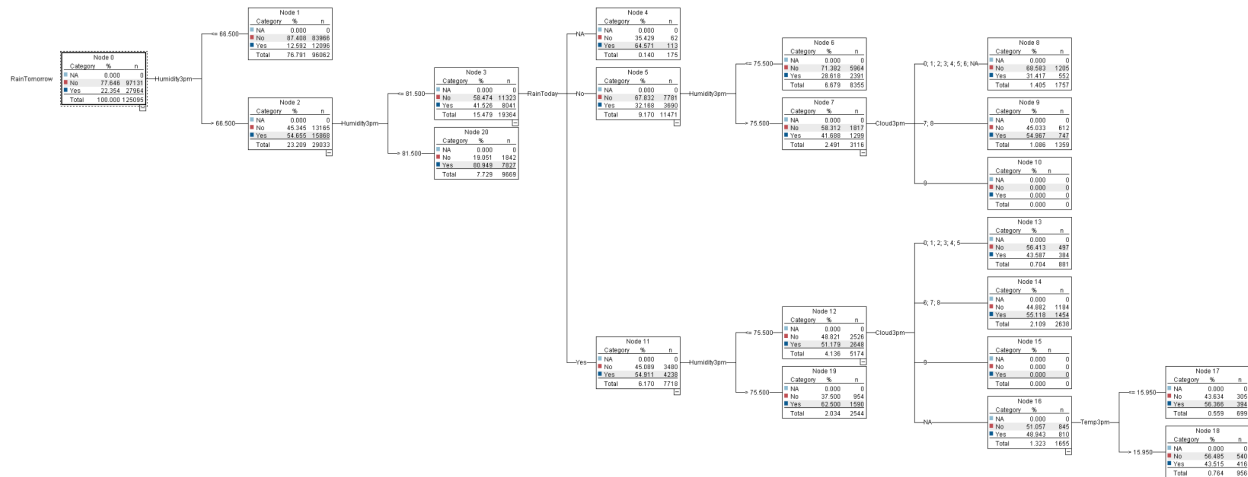 RainTomorrow
Node 0
Category % n
NA 0.000 0
No 77.646 97131
Yes 22.354 27964
Total 100.000 125095
Humidity3pm
<= 66.500
Node 1
Category % n
NA 0.000 0
No 87.408 83966
Yes 12.592 12096
Total 76.791 96062
> 66.500
Node 2
Category % n
NA 0.000 0
No 45.345 13165
Yes 54.655 15868
Total 23.209 29033
Humidity3pm
<= 81.500
Node 3
Category % n
NA 0.000 0
No 58.474 11323
Yes 41.526 8041
Total 15.479 19364
> 81.500
Node 20
Category % n
NA 0.000 0
No 19.051 1842
Yes 80.949 7827
Total 7.729 9669
RainToday
NA
Node 4
Category % n
NA 0.000 0
No 35.429 62
Yes 64.571 113
Total 0.140 175
No
Node 5
Category % n
NA 0.000 0
No 67.832 7781
Yes 32.168 3690
Total 9.170 11471
Humidity3pm
<= 75.500
Node 6
Category % n
NA 0.000 0
No 71.382 5964
Yes 28.618 2391
Total 6.679 8355
> 75.500
Node 7
Category % n
NA 0.000 0
No 58.312 1817
Yes 41.688 1299
Total 2.491 3116
Cloud3pm
0; 1; 2; 3; 4; 5; 6; NA
Node 8
Category % n
NA 0.000 0
No 68.583 1205
Yes 31.417 552
Total 1.405 1757
7; 8
Node 9
Category % n
NA 0.000 0
No 45.033 612
Yes 54.967 747
Total 1.086 1359
9
Node 10
Category % n
NA 0.000 0
No 0.000 0
Yes 0.000 0
Total 0.000 0
Yes
Node 11
Category % n
NA 0.000 0
No 45.089 3480
Yes 54.911 4238
Total 6.170 7718
Humidity3pm
<= 75.500
Node 12
Category % n
NA 0.000 0
No 48.821 2526
Yes 51.179 2648
Total 4.136 5174
> 75.500
Node 19
Category % n
NA 0.000 0
No 37.500 954
Yes 62.500 1590
Total 2.034 2544
Cloud3pm
0; 1; 2; 3; 4; 5
Node 13
Category % n
NA 0.000 0
No 56.413 497
Yes 43.587 384
Total 0.704 881
6; 7; 8
Node 14
Category % n
NA 0.000 0
No 44.882 1184
Yes 55.118 1454
Total 2.109 2638
9
Node 15
Category % n
NA 0.000 0
No 0.000 0
Yes 0.000 0
Total 0.000 0
NA
Node 16
Category % n
NA 0.000 0
No 51.057 845
Yes 48.943 810
Total 1.323 1655
Temp3pm
<= 15.950
Node 17
Category % n
NA 0.000 0
No 43.634 305
Yes 56.366 394
Total 0.559 699
> 15.950
Node 18
Category % n
NA 0.000 0
No 56.485 540
Yes 43.515 416
Total 0.764 956